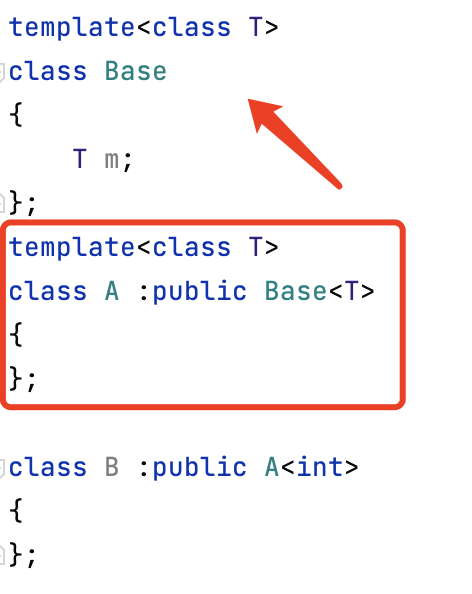 template<class T>
class Base
{
    T m;
};
template<class T>
class A :public Base<T>
{
};
class B :public A<int>
{
};